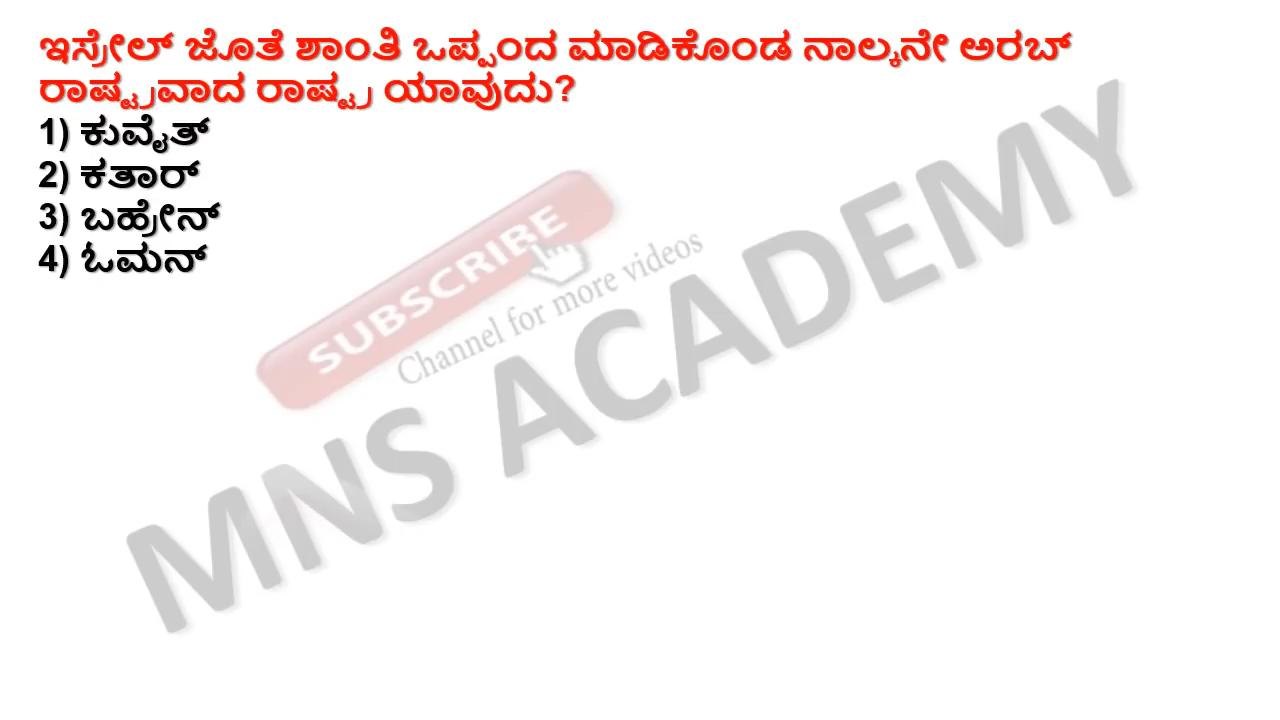 ಇಸ್ರೇಲ್ ಜೊತೆ ಶಾಂತಿ ಒಪ್ಪಂದ ಮಾಡಿಕೊಂಡ ನಾಲ್ಕನೇ ಅರಬ್
ರಾಷ್ಟ್ರವಾದ ರಾಷ್ಟ್ರ ಯಾವುದು?
1) ಕುವೈತ್
2) ಕತಾರ್
3) ಬಹ್ರೇನ್
4) ಓಮನ್
SUBSCRIBE
Channel for more videos
MNS ACADEMY